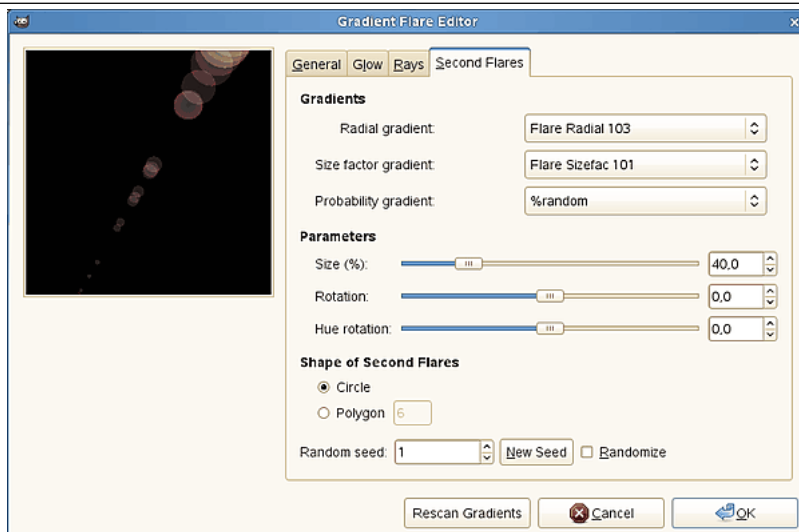 Gradient Flare Editor
General Glow Rays Second Flares
Gradients
Radial gradient: Flare Radial 103
Size factor gradient: Flare Sizefac 101
Probability gradient: %random
Parameters
Size (%): 40,0
Rotation: 0,0
Hue rotation: 0,0
Shape of Second Flares
Circle
Polygon 6
Random seed: 1 New Seed Randomize
Rescan Gradients Cancel OK